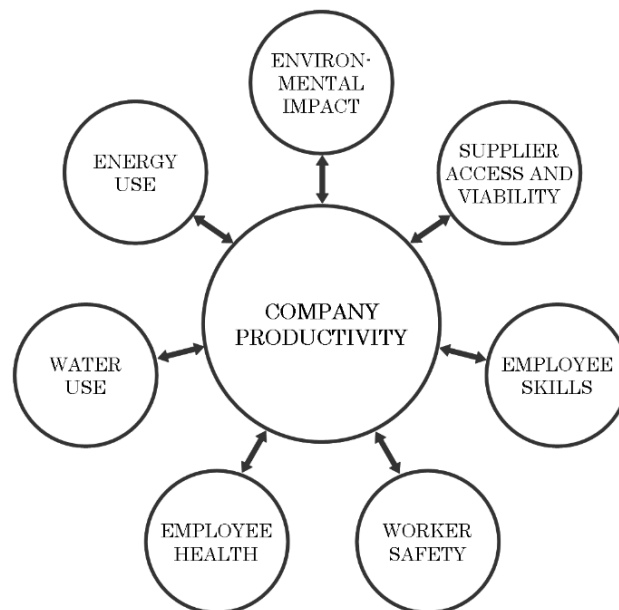 ENVIRON-
MENTAL
IMPACT
SUPPLIER
ACCESS AND
VIABILITY
EMPLOYEE
SKILLS
WORKER
SAFETY
EMPLOYEE
HEALTH
WATER
USE
ENERGY
USE
COMPANY
PRODUCTIVITY